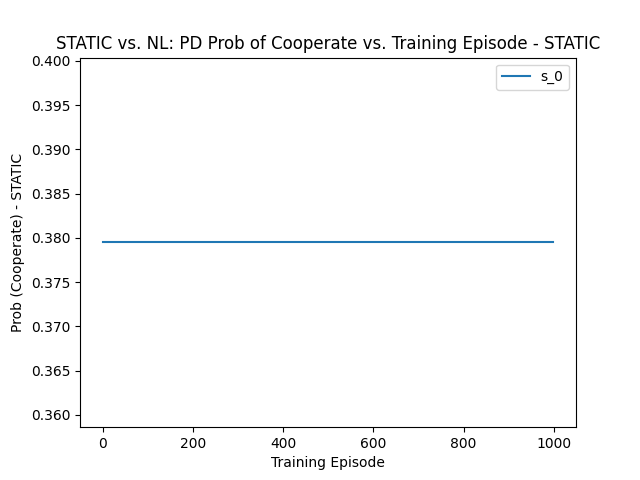 STATIC vs. NL: PD Prob of Cooperate vs. Training Episode - STATIC
s_0
Prob (Cooperate) - STATIC
0.400
0.395
0.390
0.385
0.380
0.375
0.370
0.365
0.360
0 200 400 600 800 1000
Training Episode